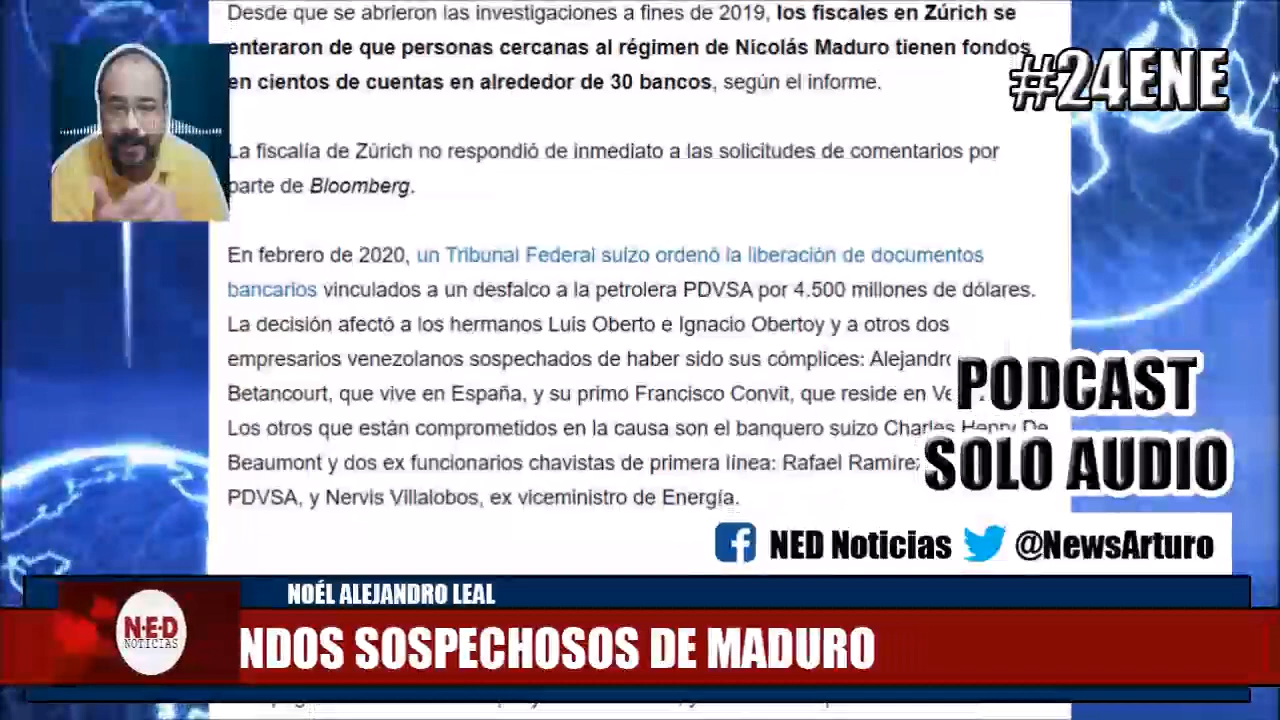 Desde que se abrieron las investigaciones a fines de 2019, los fiscales en Zúrich se
enteraron de que personas cercanas al régimen de Nicolás Maduro tienen fondos
en cientos de cuentas en alrededor de 30 bancos, según el informe.
#24ENE
La fiscalía de Zúrich no respondió de inmediato a las solicitudes de comentarios por
parte de Bloomberg.
En febrero de 2020, un Tribunal Federal suizo ordenó la liberación de documentos
bancarios vinculados a un desfalco a la petrolera PDVSA por 4.500 millones de dólares.
La decisión afectó a los hermanos Luis Oberto e Ignacio Obertoy y a otros dos
empresarios venezolanos sospechados de haber sido sus cómplices:
Betancourt, que vive en España, y su primo Francisco Convit, que reside en
Los otros que están comprometidos en la causa son el banquero suizo Charles Henry De
Beaumont y dos ex funcionarios chavistas de primera línea: Rafael
PDVSA, y Nervis Villalobos, ex viceministro de Energía.
PODCAST
SOLO AUDIO
NED Noticias @NewsArturo
NOÉL ALEJANDRO LEAL
N·E·D
NOTICIAS
NDOS SOSPECHOSOS DE MADURO